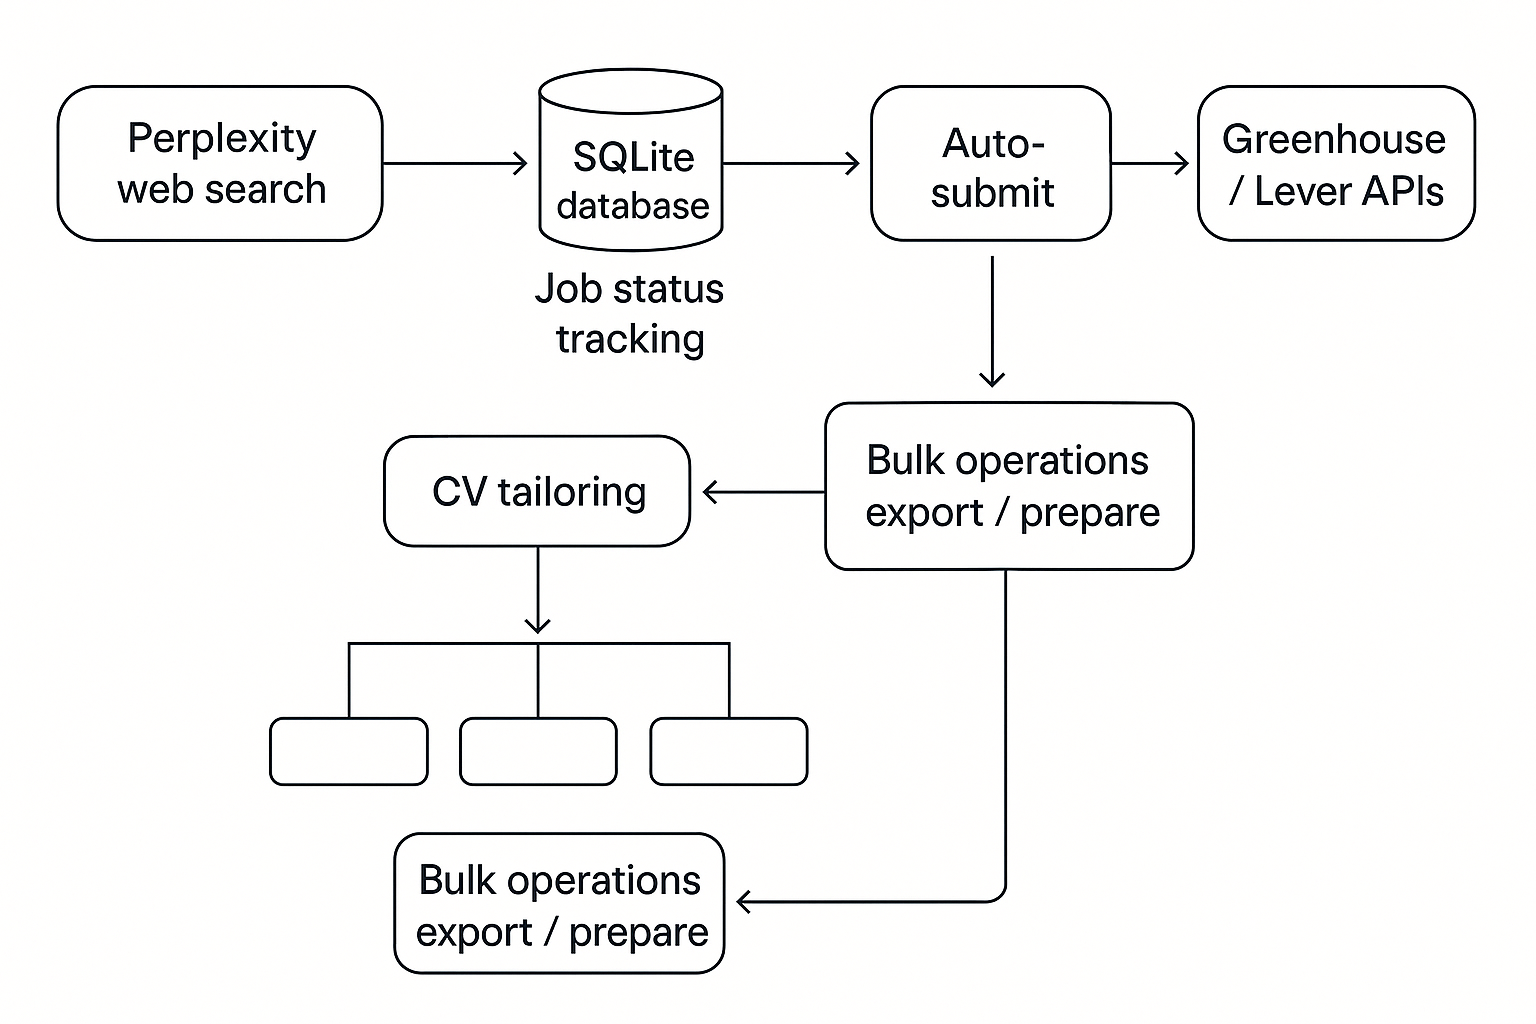 Perplexity
web search
SQLite
database
Job status
tracking
Auto-
submit
Greenhouse
/ Lever APIs
CV tailoring
Bulk operations
export / prepare
Bulk operations
export / prepare